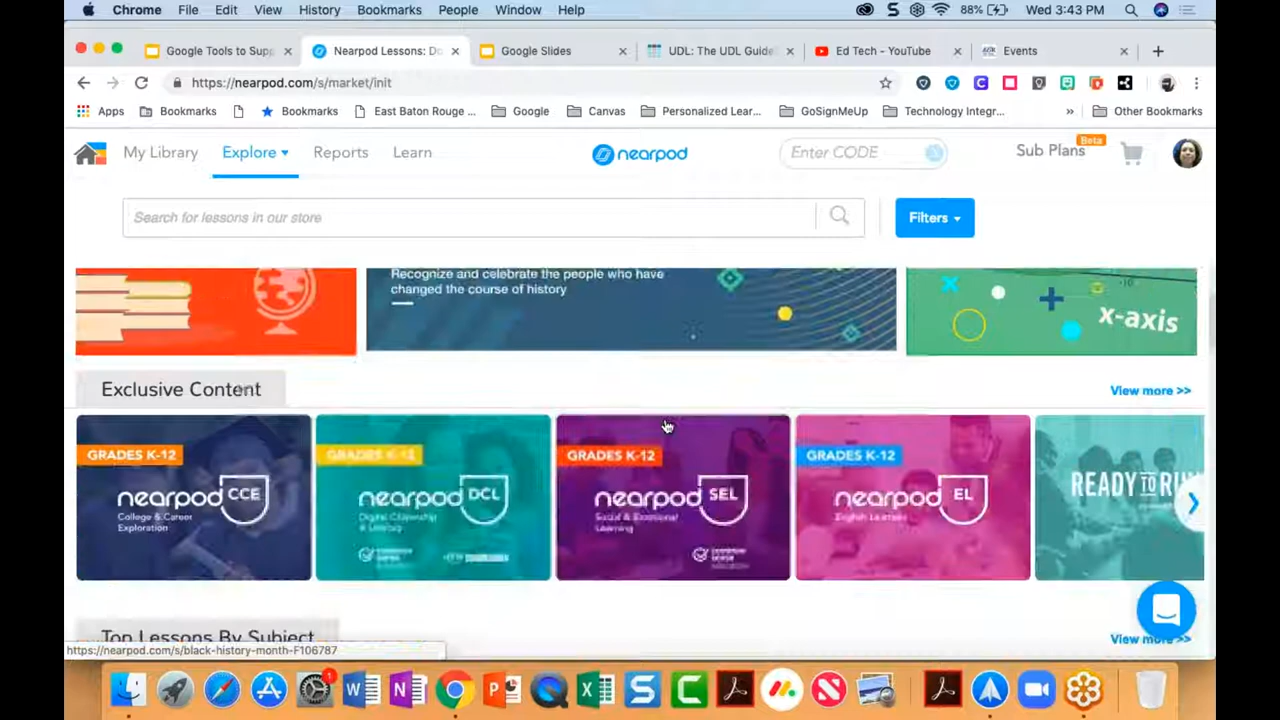 Chrome File Edit View History Bookmarks People Window Help 88% Wed 3:43 PM
Google Tools to Supp Nearpod Lessons: Do Google Slides UDL: The UDL Guide Ed Tech - YouTube Events
https://nearpod.com/s/market/init
Apps Bookmarks Bookmarks East Baton Rouge ... Google Canvas Personalized Lear... GoSignMeUp Technology Integr... » Other Bookmarks
My Library Explore Reports Learn nearpod Enter CODE Sub Plans Beta
Search for lessons in our store Filters
Recognize and celebrate the people who have
changed the course of history
x-axis
Exclusive Content View more >>
GRADES K-12 GRADES K-12 GRADES K-12 GRADES K-12
nearpod CCE nearpod DCL nearpod SEL nearpod EL READY TO RUN
College & Career
Exploration
Digital Citizenship
& Literacy
Social & Emotional
Learning
English Learners
Top Lessons By Subject View more >>
https://nearpod.com/s/black-history-month-F106787